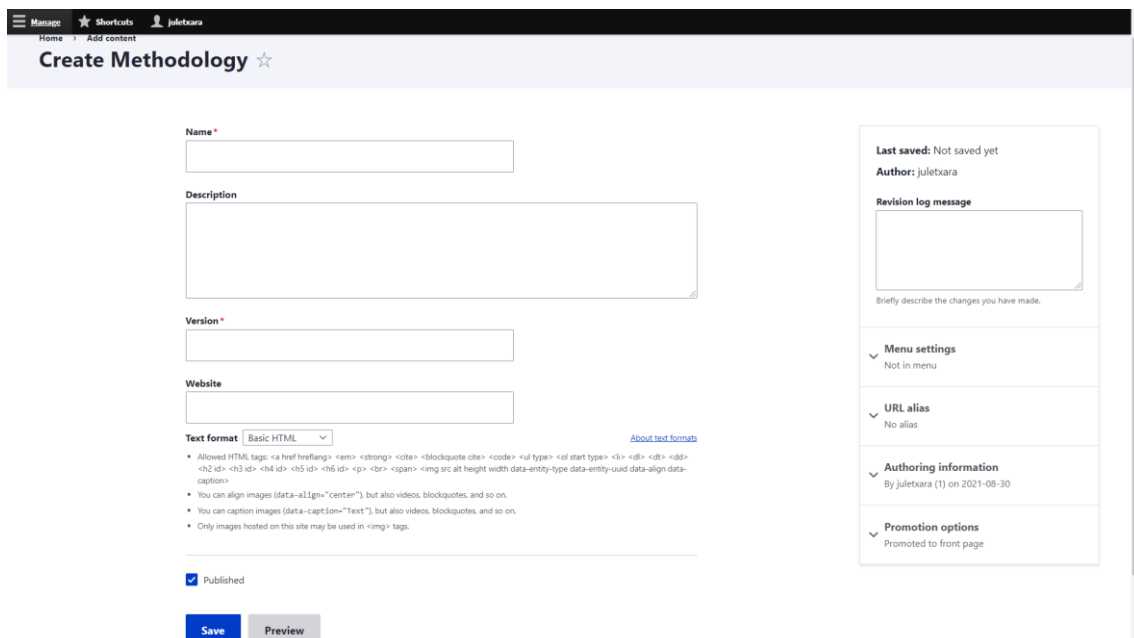 Manage Shortcuts juletxara
Home > Add content
Create Methodology
Name*
Description
Version*
Website
Text format Basic HTML About text formats
Allowed HTML tags: <a href hreflang> <em> <strong> <cite> <blockquote cite> <code> <ul type> <ol start type> <li> <dl> <dt> <dd>
<h2 id> <h3 id> <h4 id> <h5 id> <h6 id> <p> <br> <span> <img src alt height width data-entity-type data-entity-uuid data-align data-
caption>
You can align images (data-align="center"), but also videos, blockquotes, and so on.
You can caption images (data-caption="Text"), but also videos, blockquotes, and so on.
Only images hosted on this site may be used in <img> tags.
Published
Save Preview
Last saved: Not saved yet
Author: juletxara
Revision log message
Briefly describe the changes you have made.
Menu settings
Not in menu
URL alias
No alias
Authoring information
By juletxara (1) on 2021-08-30
Promotion options
Promoted to front page